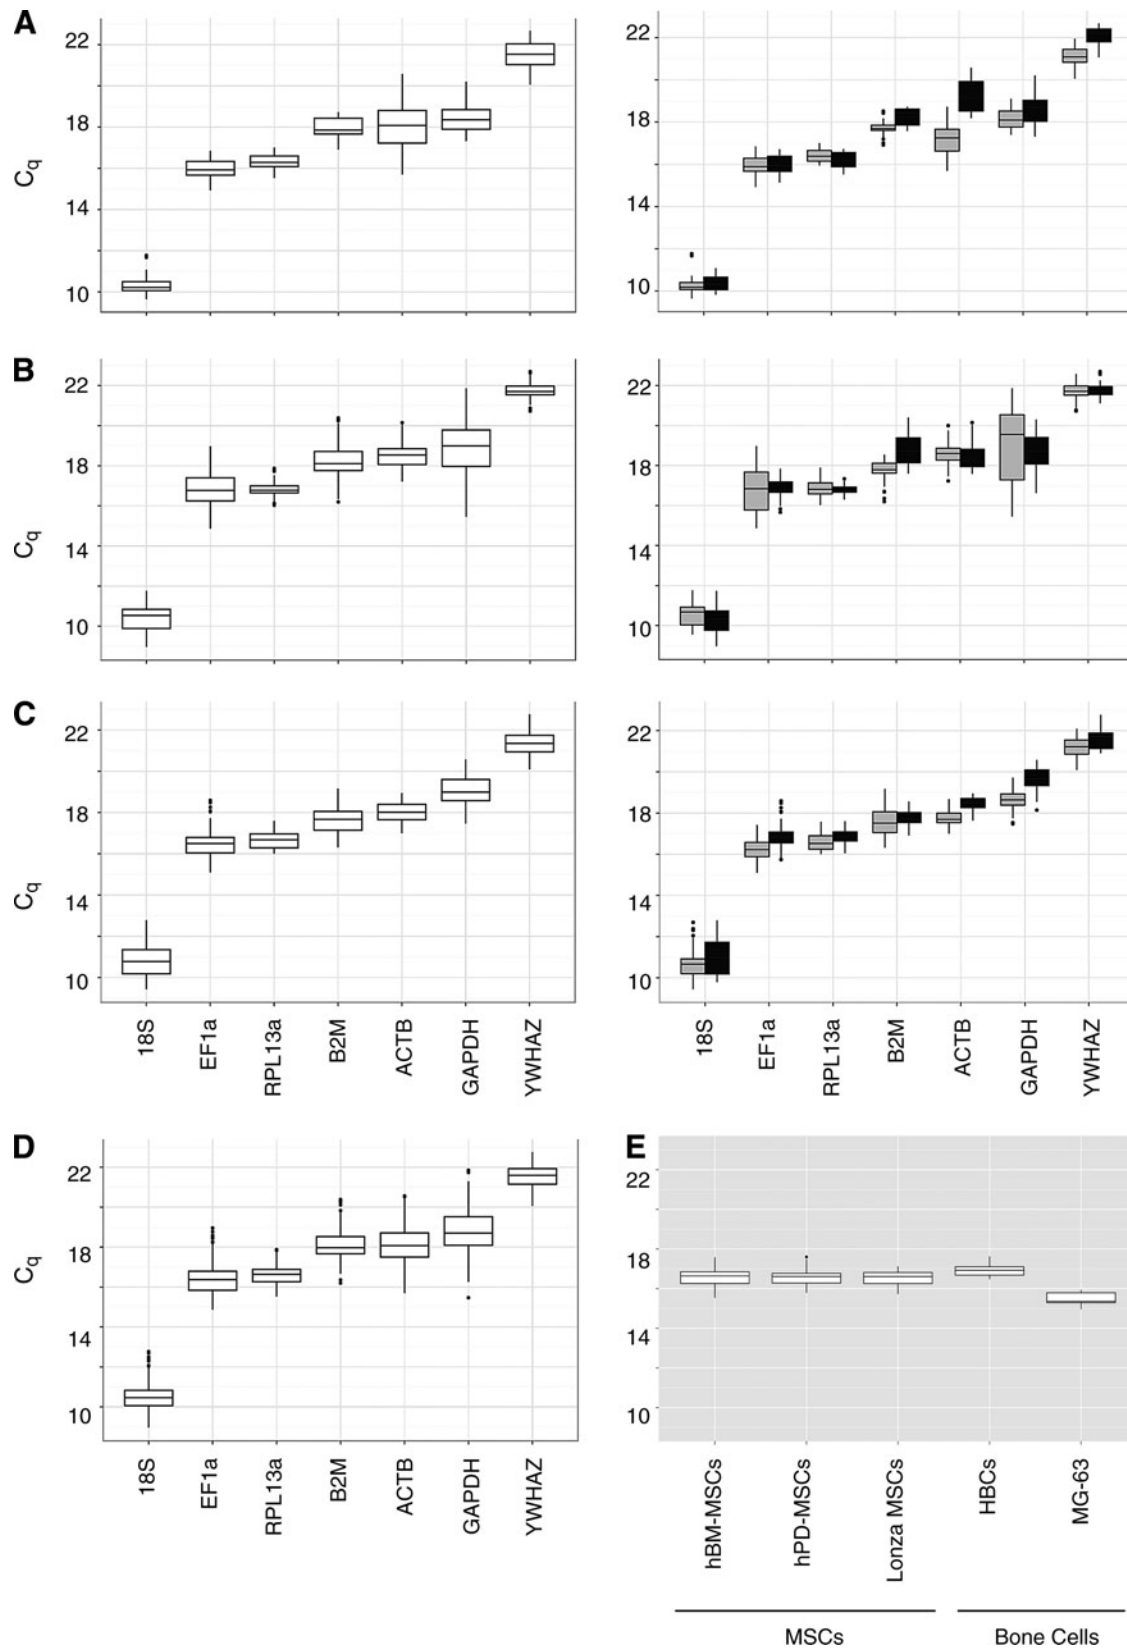 A
22
18
14
10
Cq
22
18
14
10
B
22
18
14
10
Cq
22
18
14
10
C
22
18
14
10
Cq
22
18
14
10
18S
EF1a
RPL13a
B2M
ACTB
GAPDH
YWHAZ
18S
EF1a
RPL13a
B2M
ACTB
GAPDH
YWHAZ
D
22
18
14
10
Cq
18S
EF1a
RPL13a
B2M
ACTB
GAPDH
YWHAZ
E
22
18
14
10
hBM-MSCs
hPD-MSCs
Lonza MSCs
HBCs
MG-63
MSCs
Bone Cells